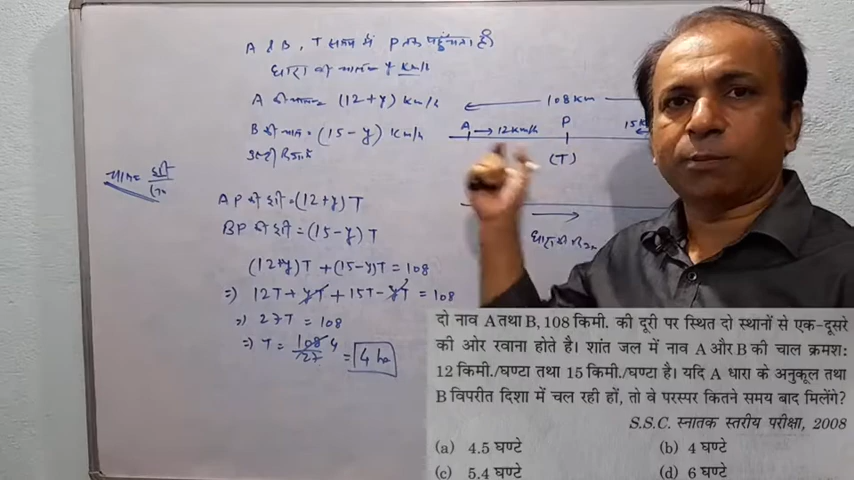 A & B, T समय में P तक पहुंचता है
धारा की चाल = y Km/h
A की चाल = (12+y) Km/h
B की चाल = (15-y) Km/h
चाल = दूरी
AP की दूरी = (12+y) T
BP की दूरी = (15-y) T
(12+y)T + (15-y)T = 108
⇒) 12T + yT + 15T - yT = 108
⇒) 27T = 108
⇒) T = 108/27 4 = 4 hr
108 Km
A → 12 Km/h P 15 K
(T)
धारा की दिशा
दो नाव A तथा B, 108 किमी. की दूरी पर स्थित दो स्थानों से एक-दूसरे
की ओर रवाना होते है। शांत जल में नाव A और B की चाल क्रमश:
12 किमी./घण्टा तथा 15 किमी./घण्टा है। यदि A धारा के अनुकूल तथा
B विपरीत दिशा में चल रही हों, तो वे परस्पर कितने समय बाद मिलेंगे?
S.S.C. स्नातक स्तरीय परीक्षा, 2008
(a) 4.5 घण्टे (b) 4 घण्टे
(c) 5.4 घण्टे (d) 6 घण्टे